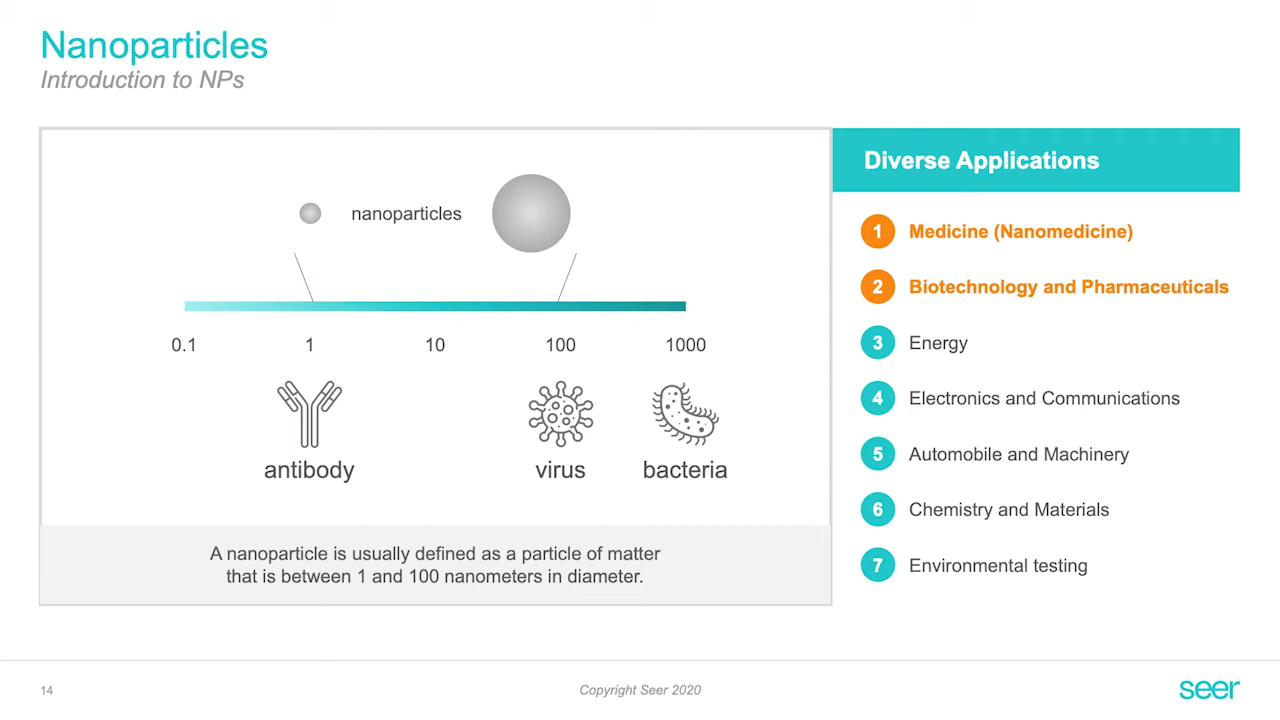 Nanoparticles
Introduction to NPs
nanoparticles
0.1 1 10 100 1000
antibody virus bacteria
A nanoparticle is usually defined as a particle of matter
that is between 1 and 100 nanometers in diameter.
Diverse Applications
1 Medicine (Nanomedicine)
2 Biotechnology and Pharmaceuticals
3 Energy
4 Electronics and Communications
5 Automobile and Machinery
6 Chemistry and Materials
7 Environmental testing
14
Copyright Seer 2020
seer